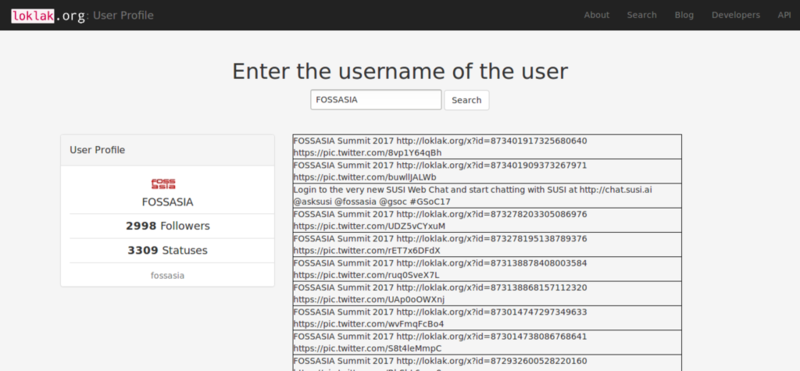 loklak.org: User Profile
About Search Blog Developers API
Enter the username of the user
FOSSASIA Search
User Profile
FOSS
ASIA
FOSSASIA
2998 Followers
3309 Statuses
fossasia
FOSSASIA Summit 2017 http://loklak.org/x?id=873401917325680640
https://pic.twitter.com/8vp1Y64qBh
FOSSASIA Summit 2017 http://loklak.org/x?id=873401909373267971
https://pic.twitter.com/buwllJALWb
Login to the very new SUSI Web Chat and start chatting with SUSI at http://chat.susi.ai
@asksusi @fossasia @gsoc #GSoC17
FOSSASIA Summit 2017 http://loklak.org/x?id=873278203305086976
https://pic.twitter.com/UDZ5vCYxuM
FOSSASIA Summit 2017 http://loklak.org/x?id=873278195138789376
https://pic.twitter.com/rET7x6DFdX
FOSSASIA Summit 2017 http://loklak.org/x?id=873138878408003584
https://pic.twitter.com/ruq0SveX7L
FOSSASIA Summit 2017 http://loklak.org/x?id=873138868157112320
https://pic.twitter.com/UAp0oOWXnj
FOSSASIA Summit 2017 http://loklak.org/x?id=873014747297349633
https://pic.twitter.com/wvFmqFcBo4
FOSSASIA Summit 2017 http://loklak.org/x?id=873014738086768641
https://pic.twitter.com/S8t4leMmpC
FOSSASIA Summit 2017 http://loklak.org/x?id=872932600528220160